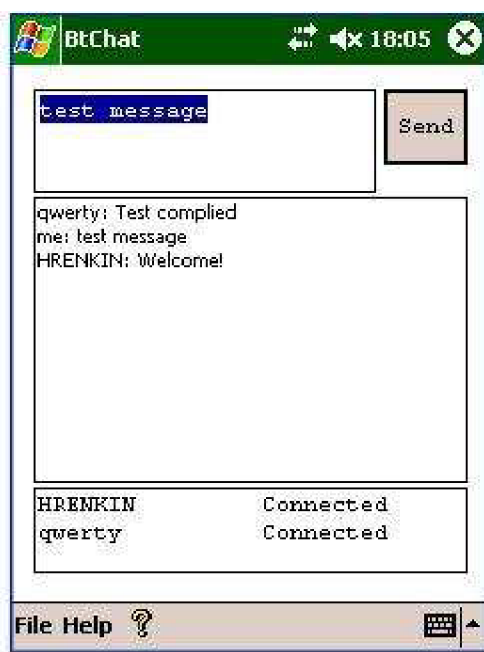 BtChat 18:05
test message
Send
qwerty: Test complied
me: test message
HRENKIN: Welcome!
HRENKIN Connected
qwerty Connected
File Help ?